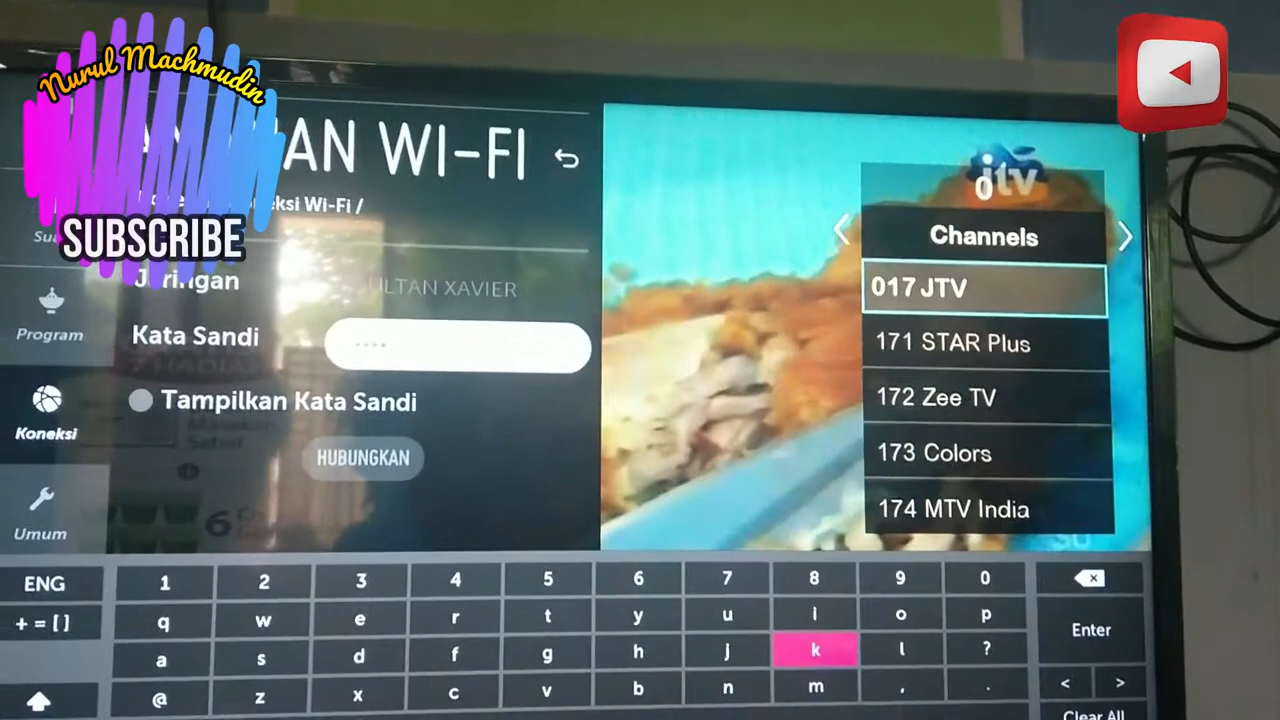 Nurul Machmudin
SUBSCRIBE
AN WI-FI
eksi Wi-Fi /
Jaringan
ULTAN XAVIER
Kata Sandi
Tampilkan Kata Sandi
HUBUNGKAN
Program
Koneksi
Umum
jtv
0
Channels
017 JTV
171 STAR Plus
172 Zee TV
173 Colors
174 MTV India
ENG 1 2 3 4 5 6 7 8 9 0
+ = [ ] q w e r t y u i o p Enter
a s d f g h j k l ?
@ z x c v b n m , . < >
Clear All